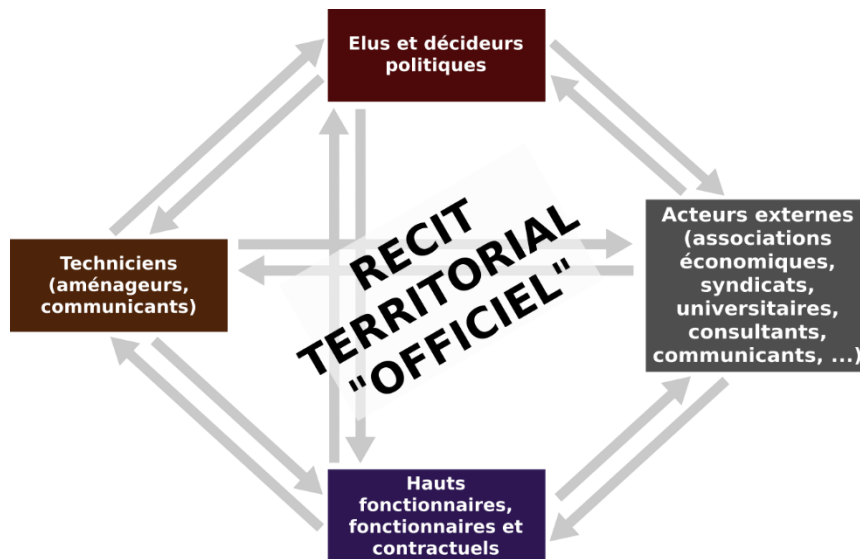 Elus et décideurs
politiques
Techniciens
(aménageurs,
communicants)
RECIT
TERRITORIAL
"OFFICIEL"
Acteurs externes
(associations
économiques,
syndicats,
universitaires,
consultants,
communicants, ...)
Hauts
fonctionnaires,
fonctionnaires et
contractuels